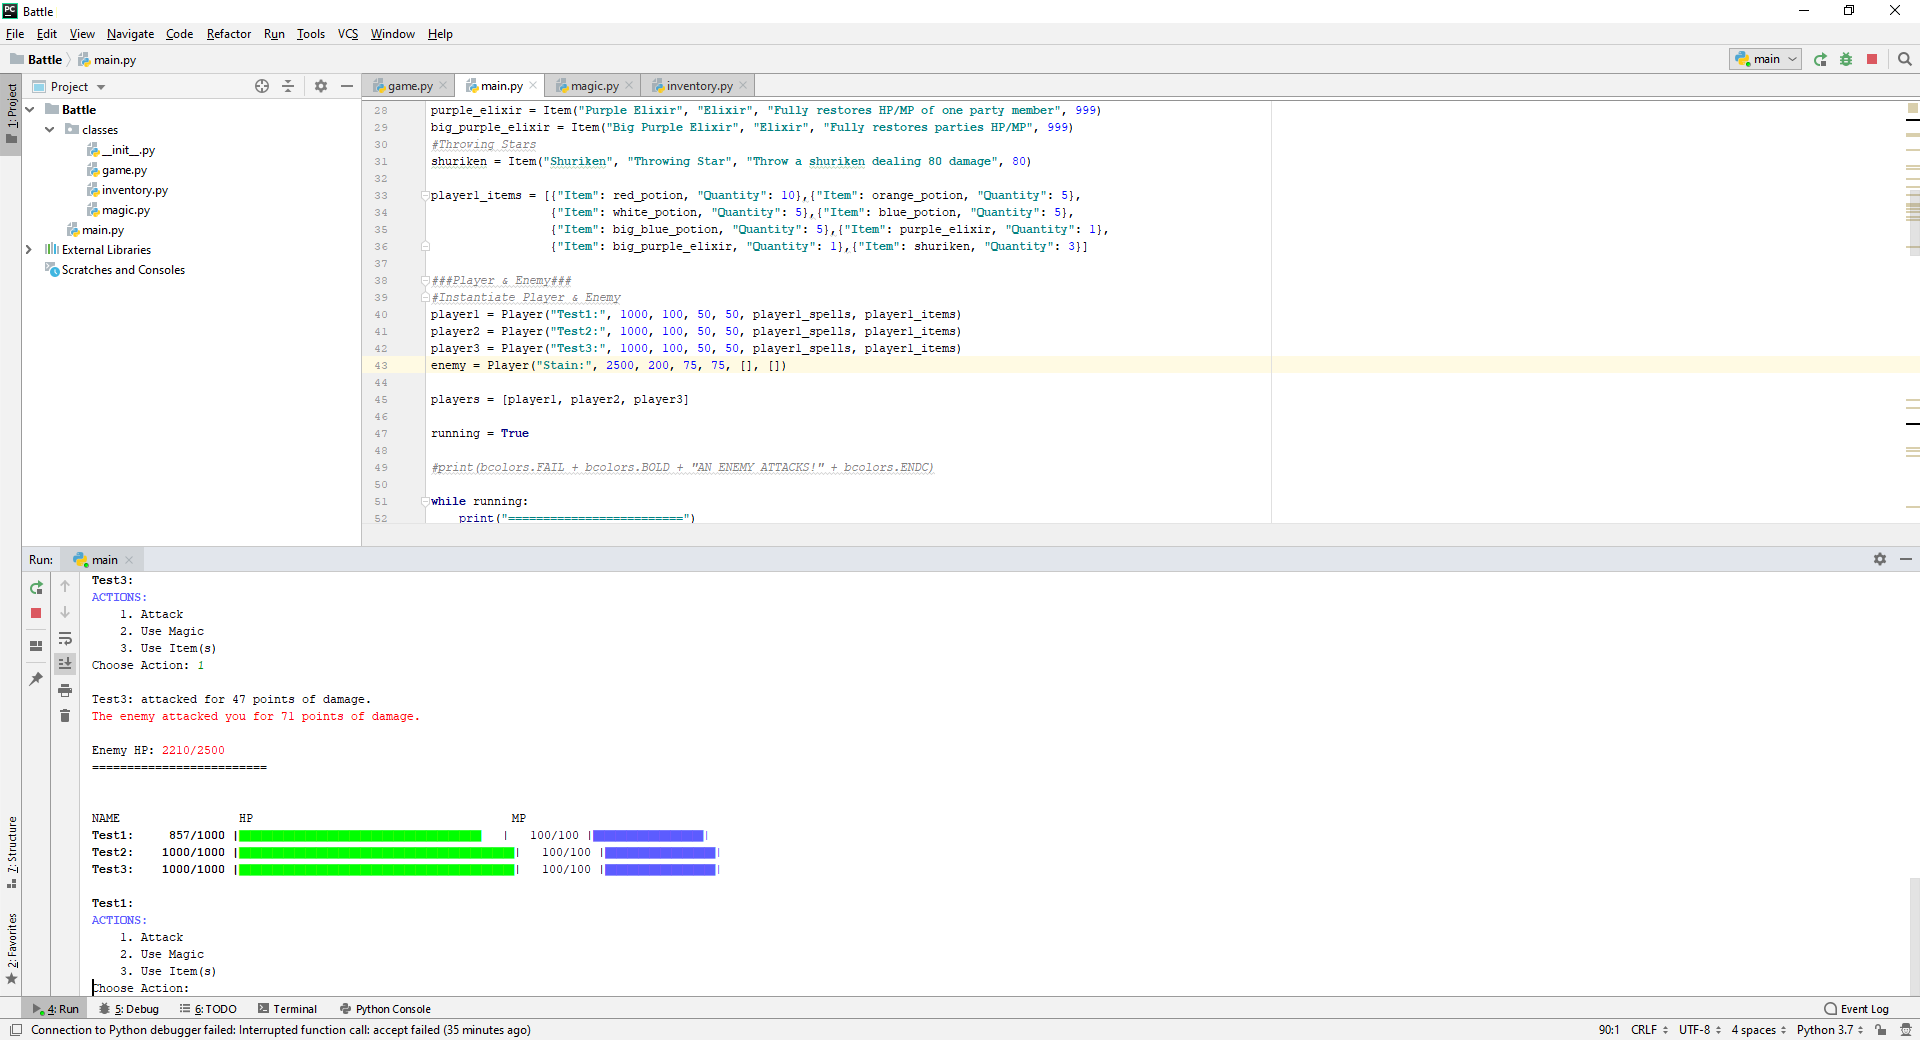 Battle
File Edit View Navigate Code Refactor Run Tools VCS Window Help
Battle main.py
main
1: Project
Project
Battle
classes
__init__.py
game.py
inventory.py
magic.py
main.py
External Libraries
Scratches and Consoles
game.py main.py magic.py inventory.py
28 purple_elixir = Item("Purple Elixir", "Elixir", "Fully restores HP/MP of one party member", 999)
29 big_purple_elixir = Item("Big Purple Elixir", "Elixir", "Fully restores parties HP/MP", 999)
30 #Throwing Stars
31 shuriken = Item("Shuriken", "Throwing Star", "Throw a shuriken dealing 80 damage", 80)
32
33 player1_items = [{"Item": red_potion, "Quantity": 10},{"Item": orange_potion, "Quantity": 5},
34 {"Item": white_potion, "Quantity": 5},{"Item": blue_potion, "Quantity": 5},
35 {"Item": big_blue_potion, "Quantity": 5},{"Item": purple_elixir, "Quantity": 1},
36 {"Item": big_purple_elixir, "Quantity": 1},{"Item": shuriken, "Quantity": 3}]
37
38 ###Player & Enemy###
39 #Instantiate Player & Enemy
40 player1 = Player("Test1:", 1000, 100, 50, 50, player1_spells, player1_items)
41 player2 = Player("Test2:", 1000, 100, 50, 50, player1_spells, player1_items)
42 player3 = Player("Test3:", 1000, 100, 50, 50, player1_spells, player1_items)
43 enemy = Player("Stain:", 2500, 200, 75, 75, [], [])
44
45 players = [player1, player2, player3]
46
47 running = True
48
49 #print(bcolors.FAIL + bcolors.BOLD + "AN ENEMY ATTACKS!" + bcolors.ENDC)
50
51 while running:
52 print("=========================")
Run: main
Test3:
ACTIONS:
1. Attack
2. Use Magic
3. Use Item(s)
Choose Action: 1
Test3: attacked for 47 points of damage.
The enemy attacked you for 71 points of damage.
Enemy HP: 2210/2500
=========================
NAME HP MP
Test1: 857/1000 | | 100/100 | |
Test2: 1000/1000 | | 100/100 | |
Test3: 1000/1000 | | 100/100 | |
Test1:
ACTIONS:
1. Attack
2. Use Magic
3. Use Item(s)
Choose Action:
7: Structure
2: Favorites
4: Run 5: Debug 6: TODO Terminal Python Console Event Log
Connection to Python debugger failed: Interrupted function call: accept failed (35 minutes ago) 90:1 CRLF UTF-8 4 spaces Python 3.7